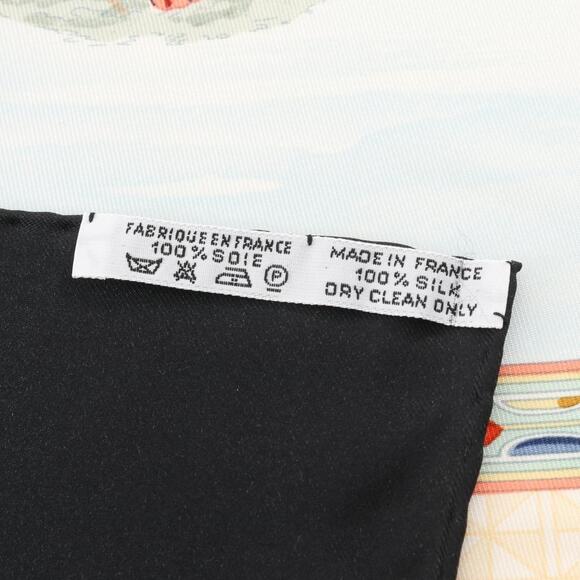 FABRIQUE EN FRANCE
100% SOIE
P
MADE IN FRANCE
100% SILK
DRY CLEAN ONLY